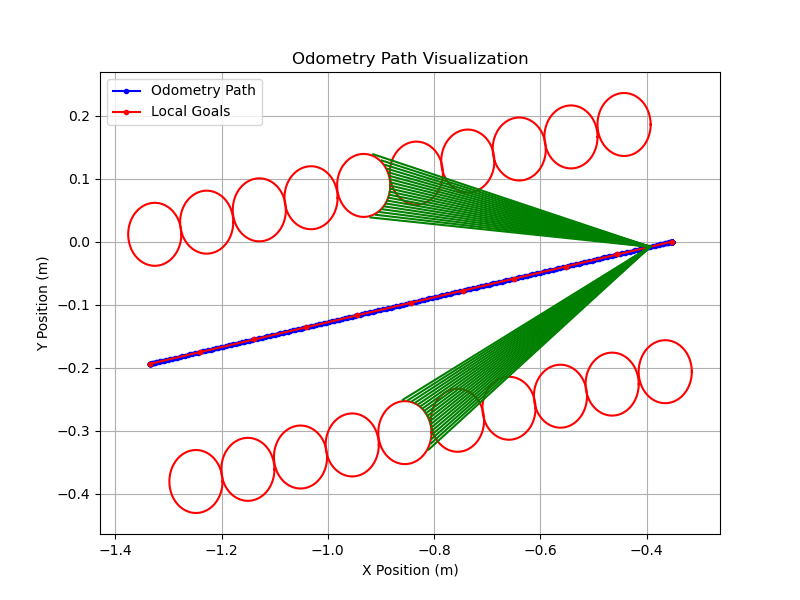 Odometry Path Visualization
Odometry Path
Local Goals
Y Position (m)
0.2
0.1
0.0
−0.1
−0.2
−0.3
−0.4
−1.4
−1.2
−1.0
−0.8
−0.6
−0.4
X Position (m)